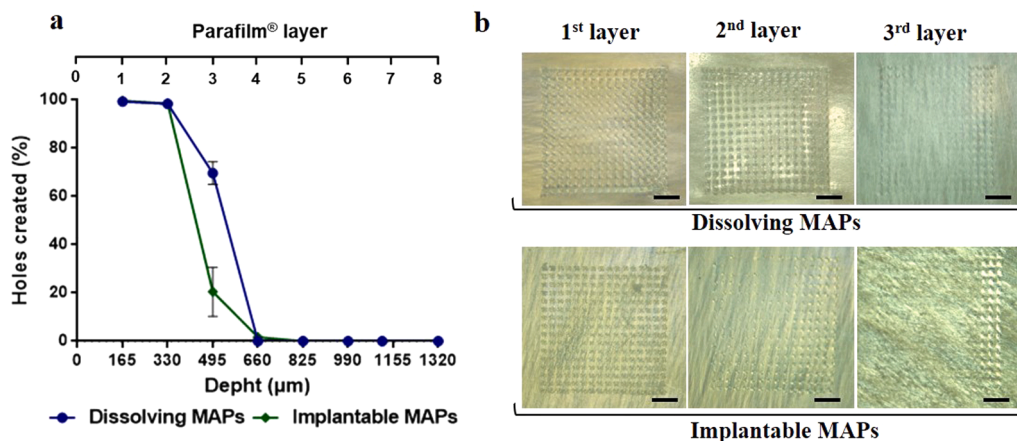 a
Parafilm® layer
0 1 2 3 4 5 6 7 8
Holes created (%)
100
80
60
40
20
0
0 165 330 495 660 825 990 1155 1320
Depht (µm)
Dissolving MAPs Implantable MAPs
b
1st layer 2nd layer 3rd layer
Dissolving MAPs
Implantable MAPs